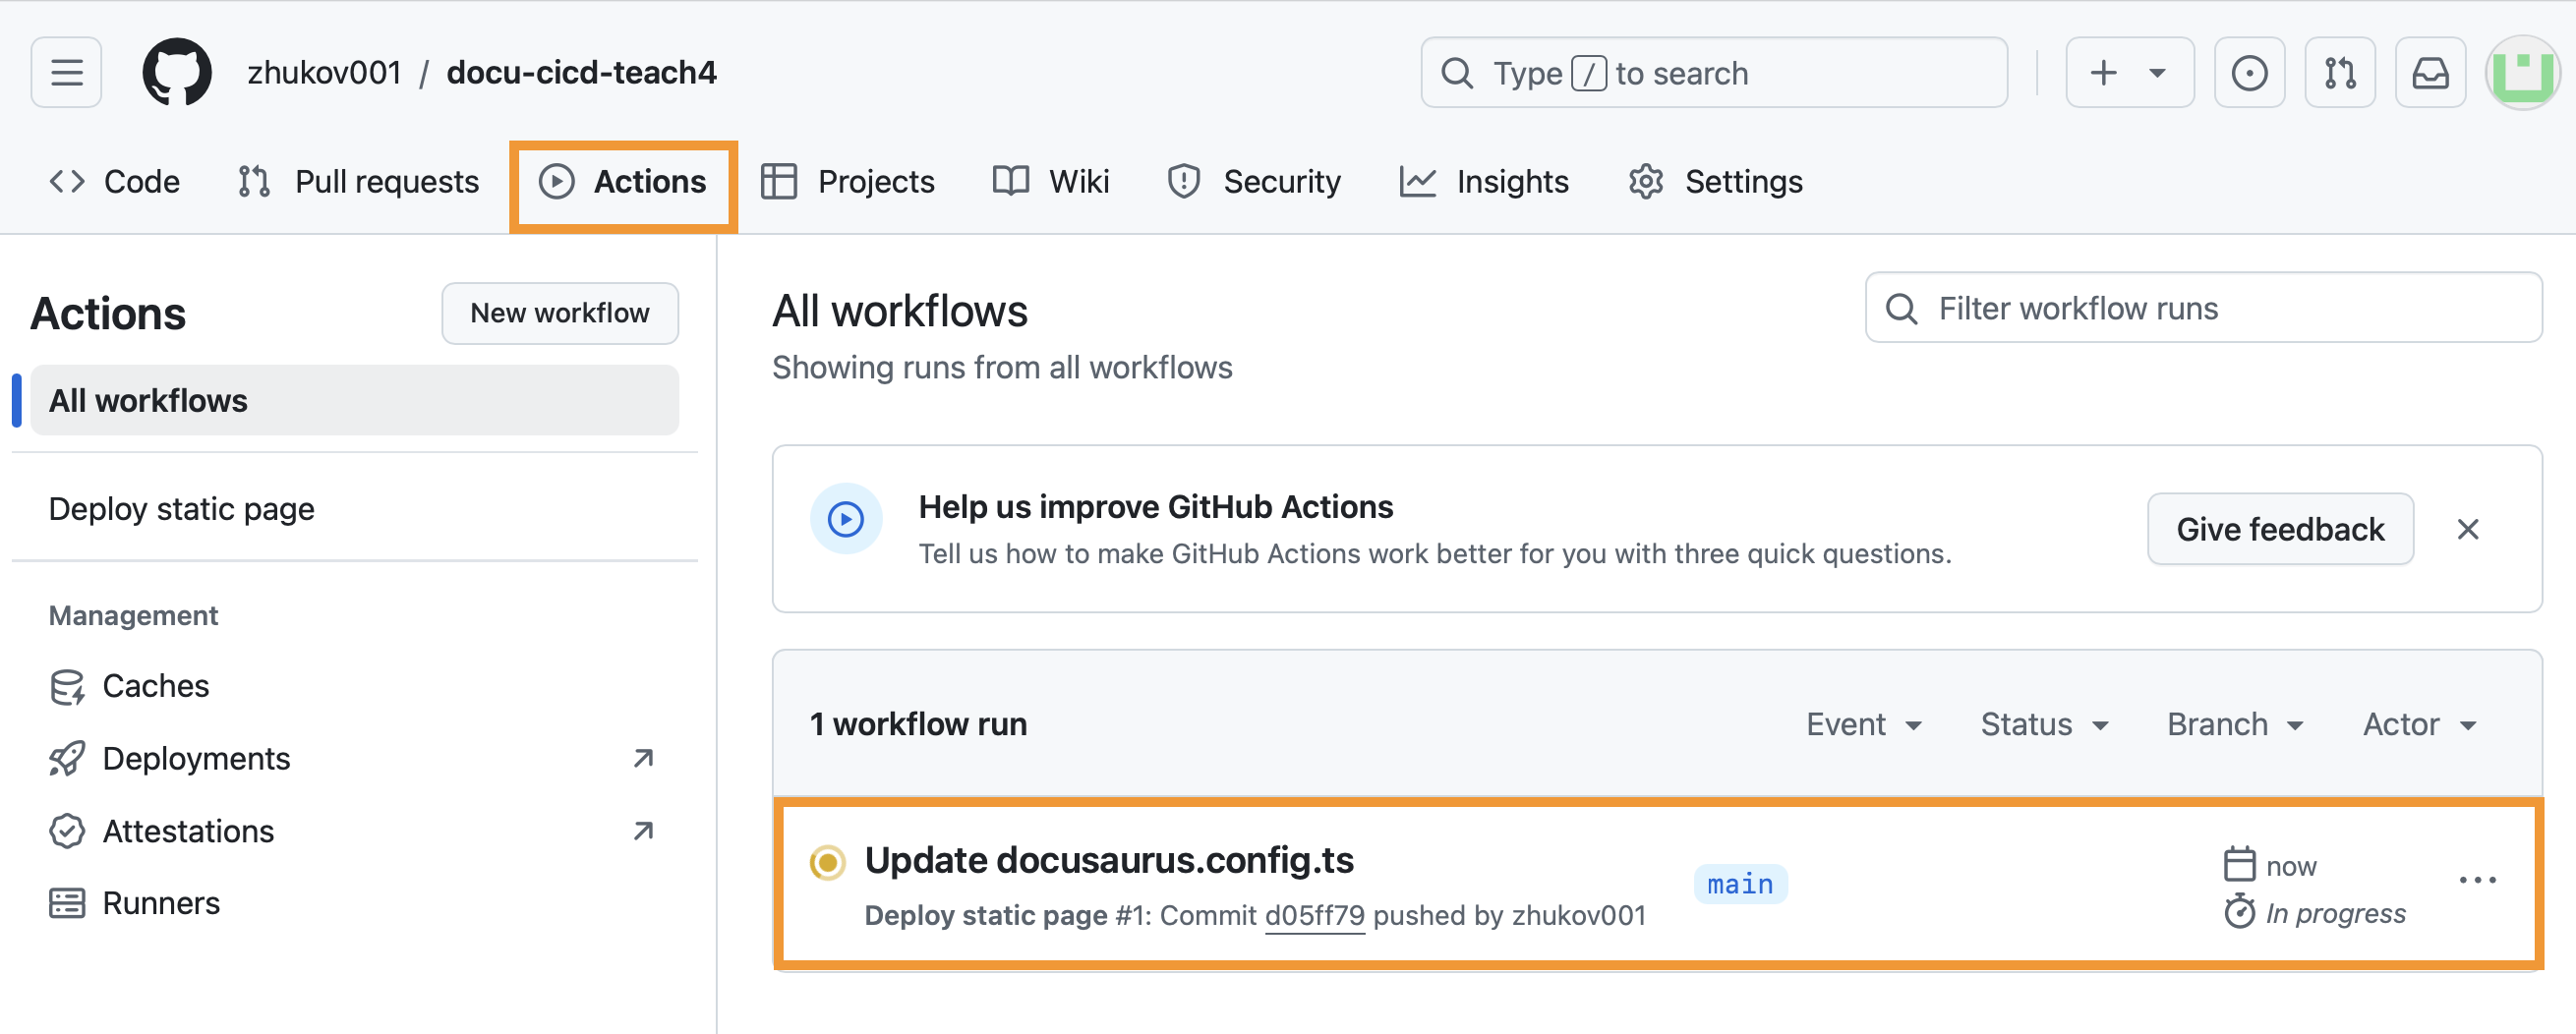 zhukov001 / docu-cicd-teach4
Type / to search
Code
Pull requests
Actions
Projects
Wiki
Security
Insights
Settings
Actions
New workflow
All workflows
Deploy static page
Management
Caches
Deployments
Attestations
Runners
All workflows
Showing runs from all workflows
Filter workflow runs
Help us improve GitHub Actions
Tell us how to make GitHub Actions work better for you with three quick questions.
Give feedback
1 workflow run
Event
Status
Branch
Actor
Update docusaurus.config.ts
Deploy static page #1: Commit d05ff79 pushed by zhukov001
main
now
In progress